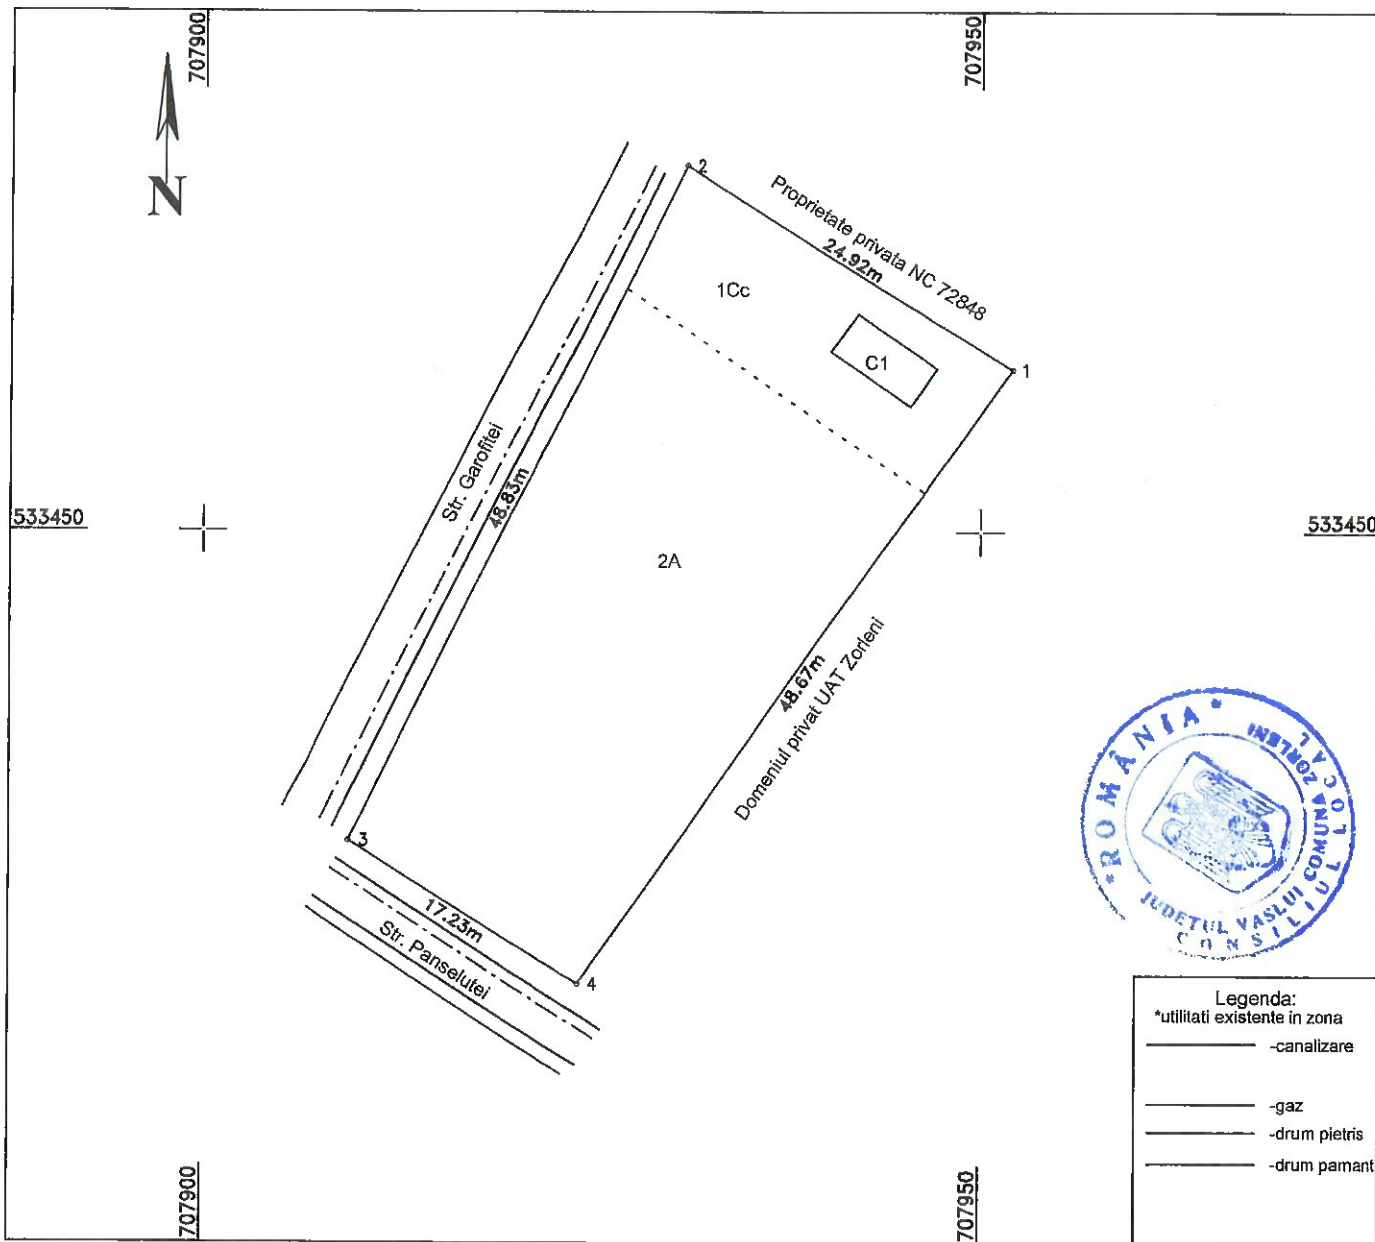 707900
707950
N
2
Proprietate privata NC 72848
24.92m
1Cc
C1
1
Str. Garofitei
48.83m
533450
533450
2A
48.67m
Domeniul privat UAT Zorleni
*ROMÂNIA*
CONSILIUL LOCAL
JUDEŢUL VASLUI COMUNA ZORLENI
3
17.23m
Str. Panselutei
4
Legenda:
*utilitati existente in zona
-canalizare
-gaz
-drum pietris
-drum pamant
707900
707950